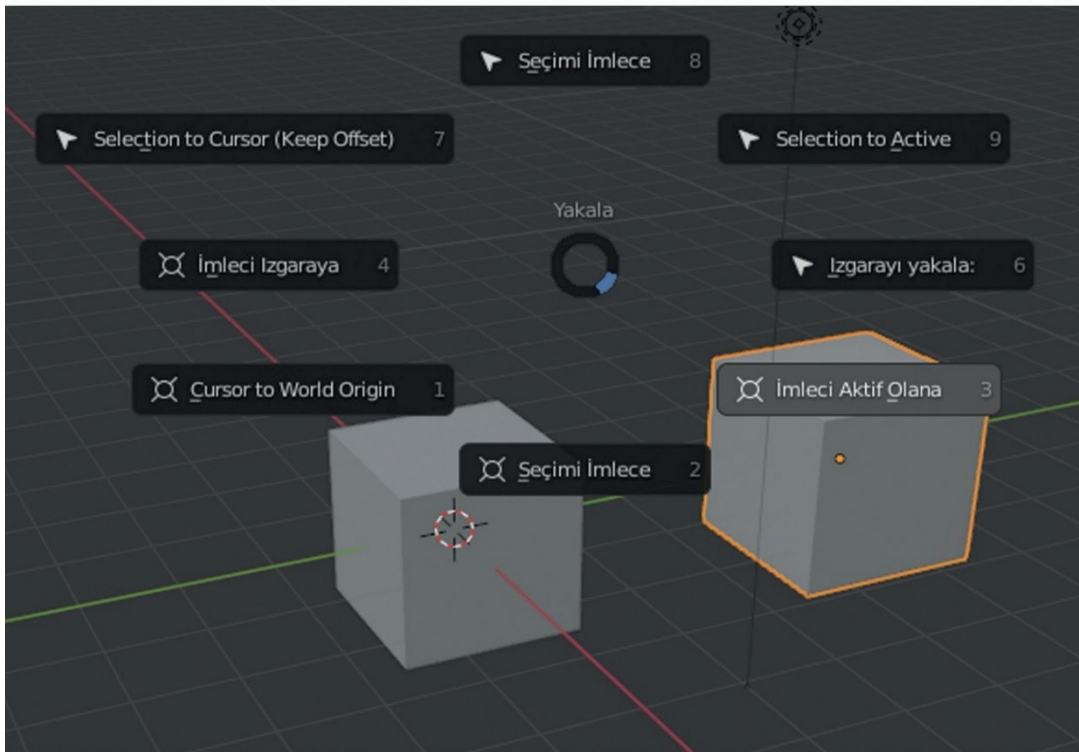 Seçimi İmlece 8
Selection to Cursor (Keep Offset) 7
Selection to Active 9
Yakala
İmleci Izgaraya 4
Izgarayı yakala: 6
Cursor to World Origin 1
İmleci Aktif Olana 3
Seçimi İmlece 2